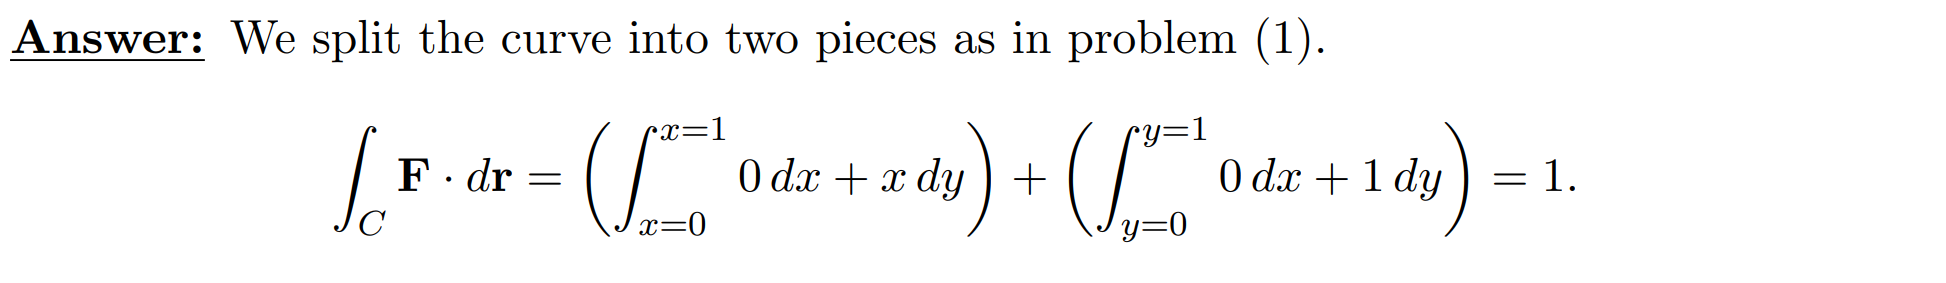 Answer: We split the curve into two pieces as in problem (1).
∫_C F · dr = (∫_{x=0}^{x=1} 0 dx + x dy) + (∫_{y=0}^{y=1} 0 dx + 1 dy) = 1.